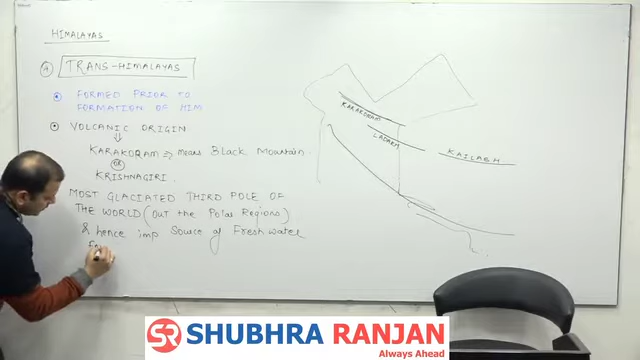 HIMALAYAS
A TRANS-HIMALAYAS
FORMED PRIOR TO
FORMATION OF HIM
VOLCANIC ORIGIN
⇓
KARAKORAM ⇒ means Black Mountain.
OR
KRISHNAGIRI.
MOST GLACIATED THIRD POLE OF
THE WORLD (out the Polar Regions)
& hence imp Source of Fresh water
KARAKORAM
LADAKH
KAILASH
SR SHUBHRA RANJAN
Always Ahead